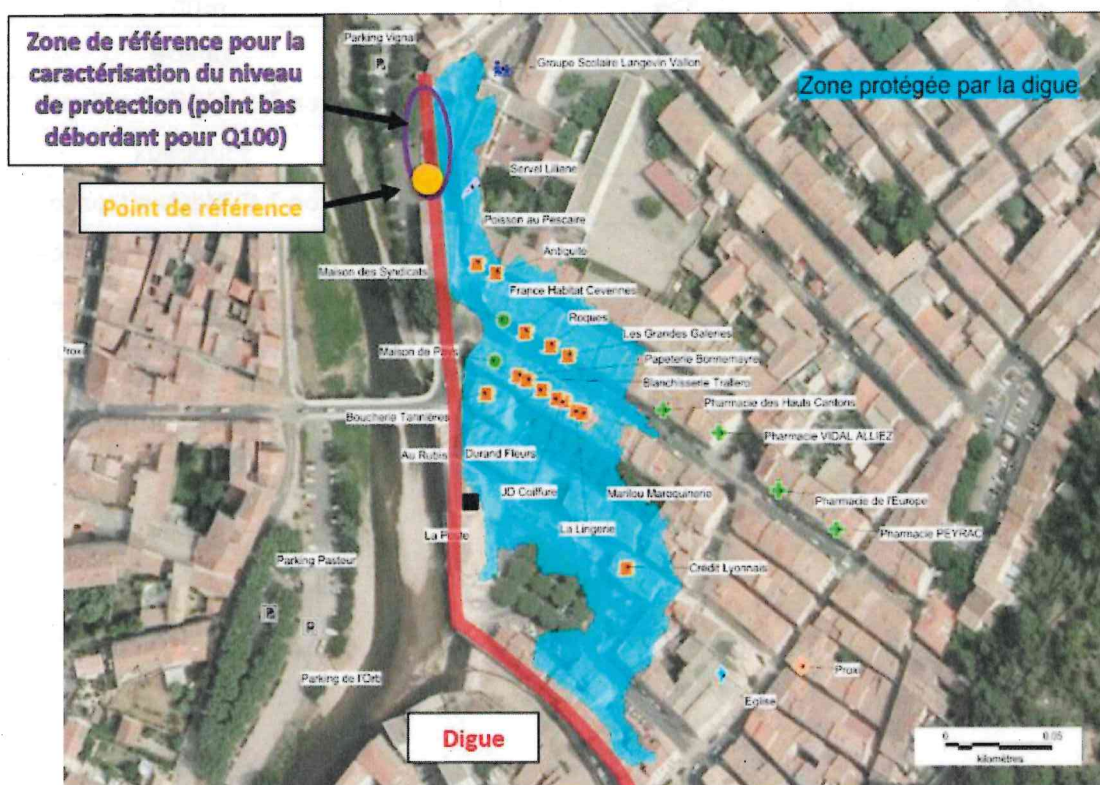 Zone de référence pour la
caractérisation du niveau
de protection (point bas
débordant pour Q100)
Parking Vignal
Groupe Scolaire Langevin Vallon
Zone protégée par la digue
Servel Liliane
Point de référence
Poisson au Pescaire
Antiquité
Maison des Syndicats
France Habitat Cevennes
Roques
Les Grandes Galeries
Proxi
Maison de Pays
Papeterie Bonnemayre
Blanchisserie Trallero
Pharmacie des Hauts Cantons
Boucherie Tannières
Pharmacie VIDAL ALLIEZ
Au Rubis
Durand Fleurs
JD Coiffure
Manlou Maroquinerie
Pharmacie de l'Europe
La Poste
La Lingerie
Pharmacie PEYRAC
Parking Pasteur
Crédit Lyonnais
Parking de l'Orb
Eglise
Proxi
Digue
0 0.05
kilomètres